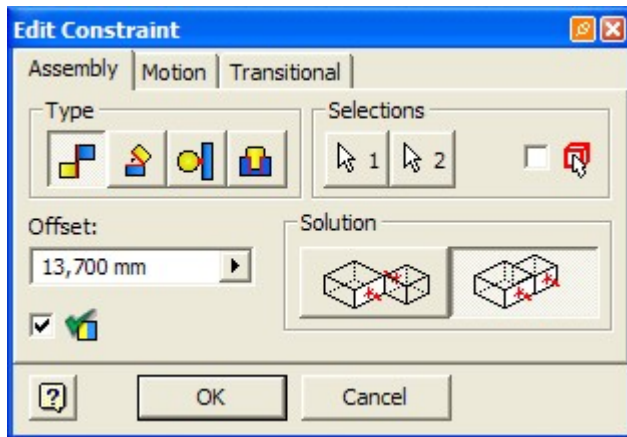 Edit Constraint
Assembly Motion Transitional
Type
Selections
1 2
Offset:
13,700 mm
Solution
?
OK Cancel